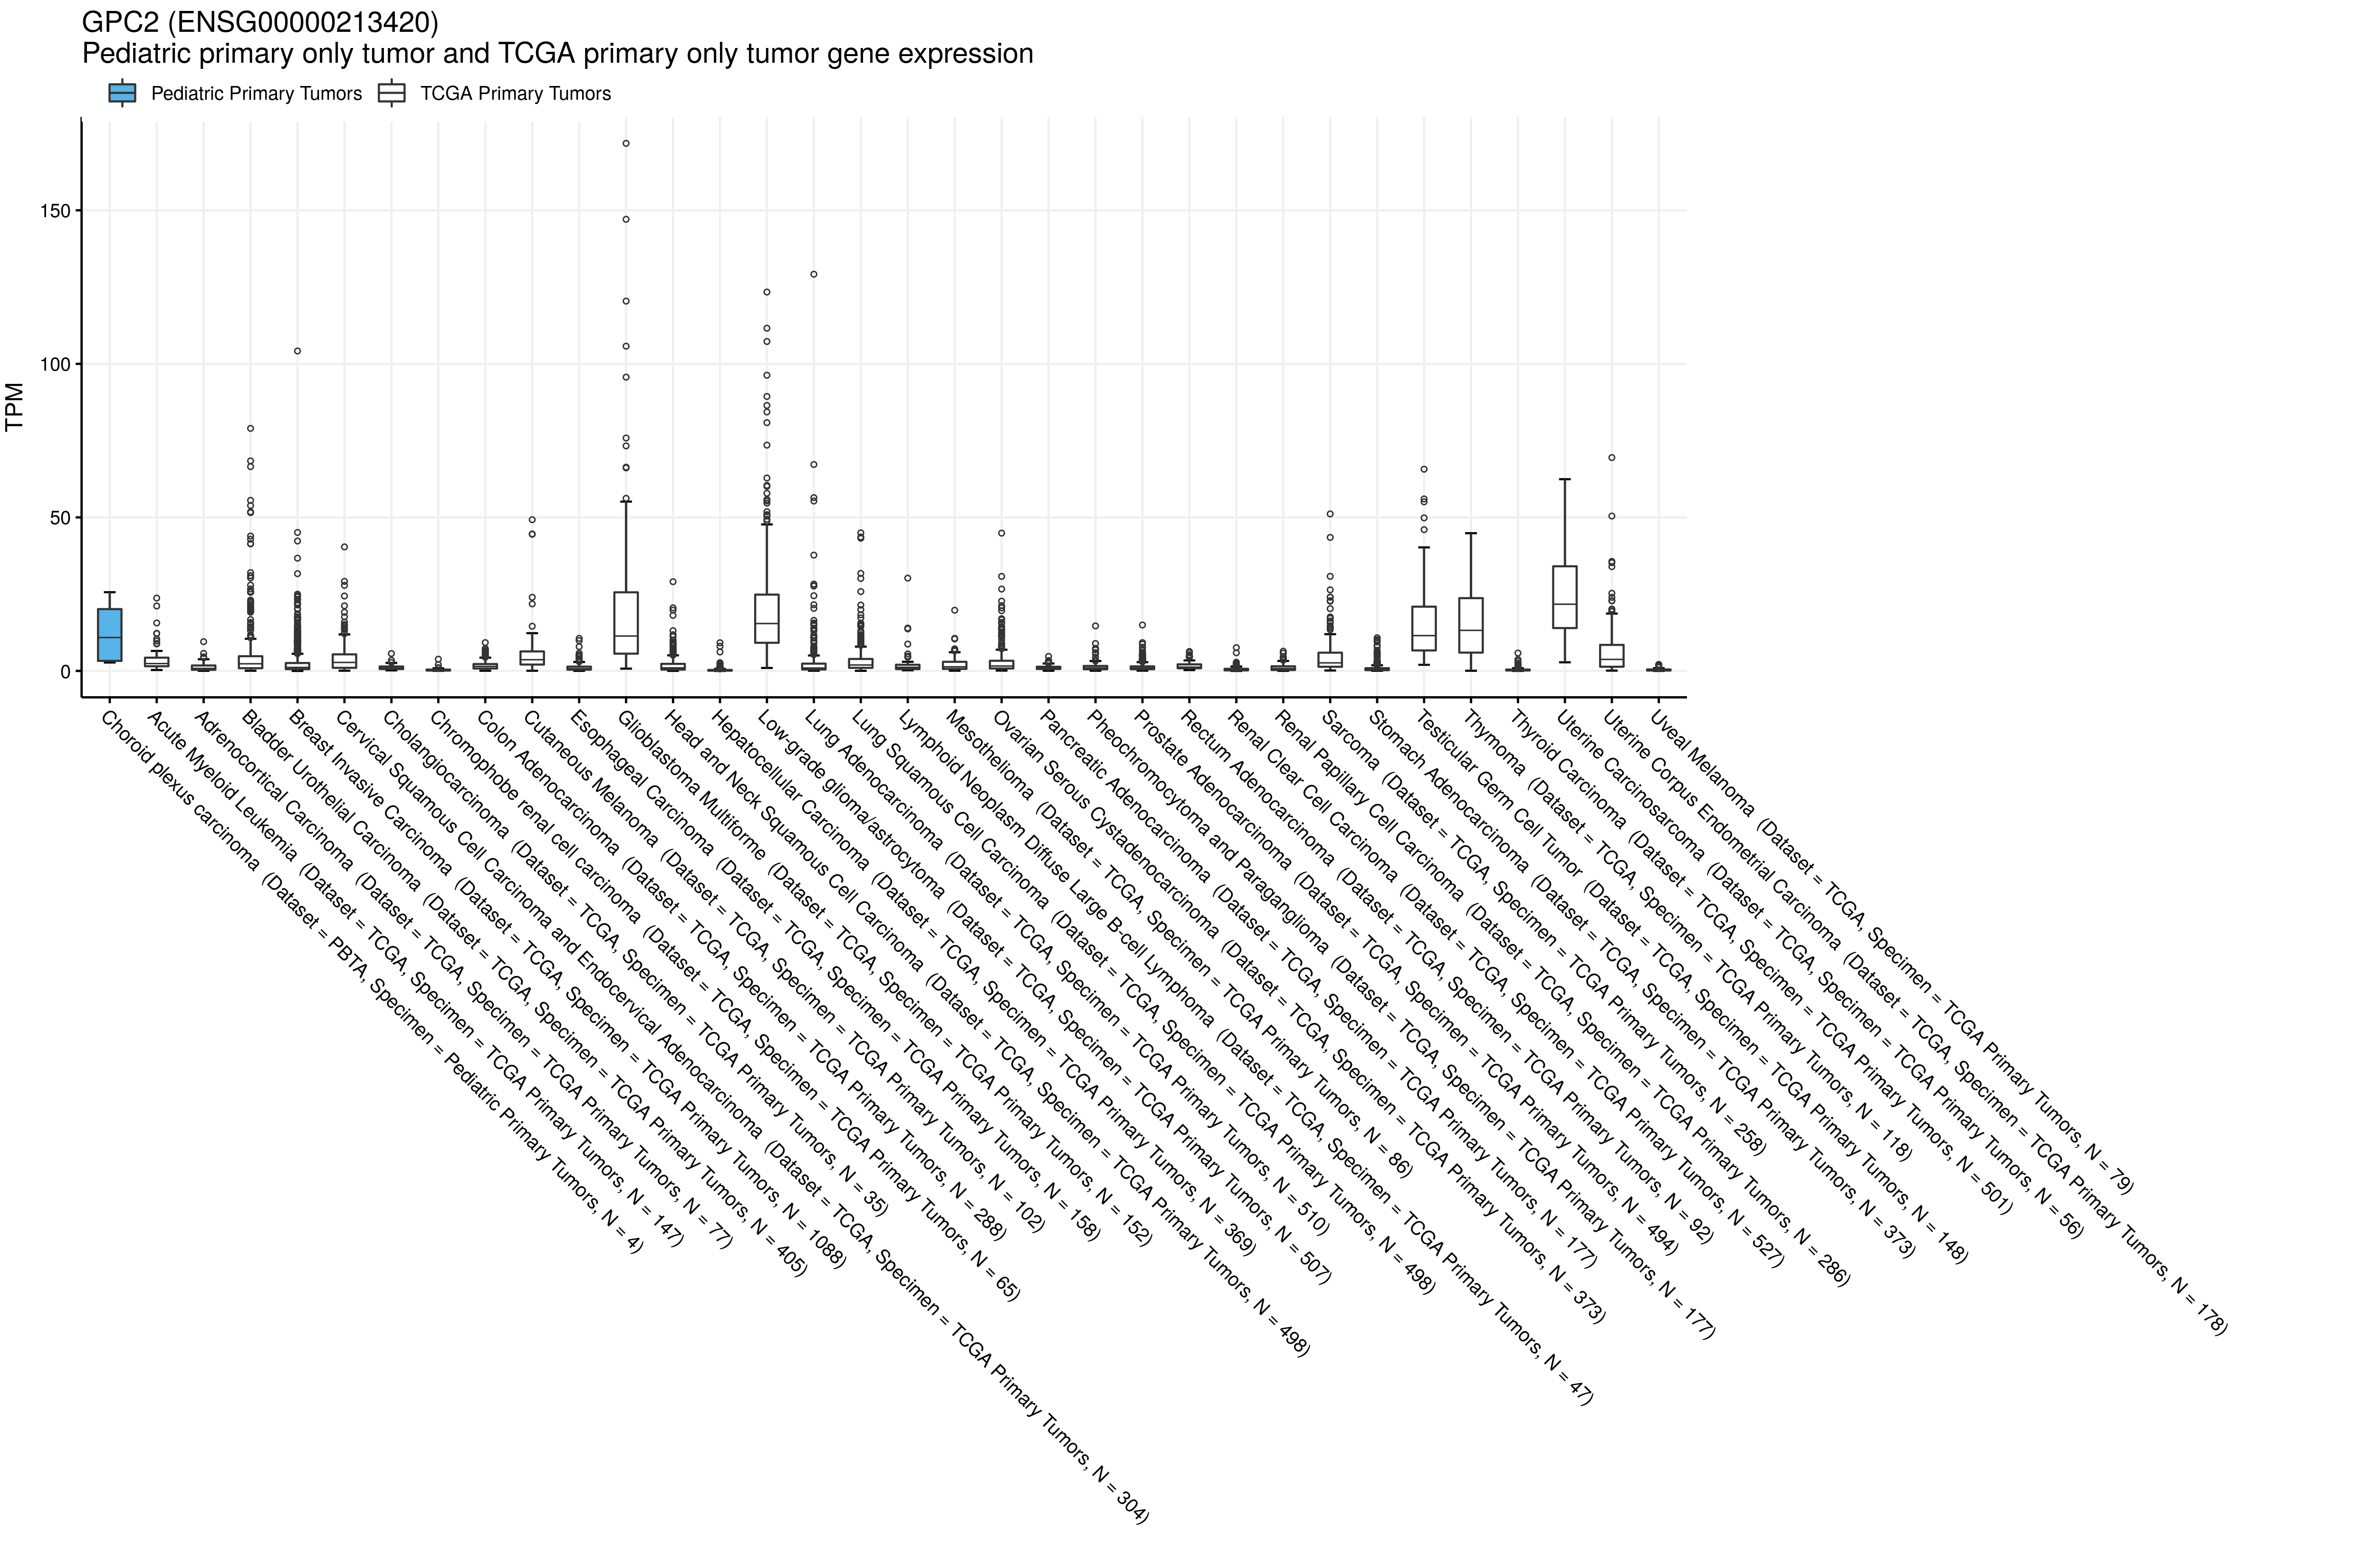 GPC2 (ENSG00000213420)
Pediatric primary only tumor and TCGA primary only tumor gene expression
Pediatric Primary Tumors
TCGA Primary Tumors
TPM
150
100
50
0
Choroid plexus carcinoma (Dataset = PBTA, Specimen = Pediatric Primary Tumors, N = 4)
Acute Myeloid Leukemia (Dataset = TCGA, Specimen = TCGA Primary Tumors, N = 147)
Adrenocortical Carcinoma (Dataset = TCGA, Specimen = TCGA Primary Tumors, N = 77)
Bladder Urothelial Carcinoma (Dataset = TCGA, Specimen = TCGA Primary Tumors, N = 405)
Breast Invasive Carcinoma (Dataset = TCGA, Specimen = TCGA Primary Tumors, N = 1088)
Cervical Squamous Cell Carcinoma and Endocervical Adenocarcinoma (Dataset = TCGA, Specimen = TCGA Primary Tumors, N = 304)
Cholangiocarcinoma (Dataset = TCGA, Specimen = TCGA Primary Tumors, N = 35)
Chromophobe renal cell carcinoma (Dataset = TCGA, Specimen = TCGA Primary Tumors, N = 65)
Colon Adenocarcinoma (Dataset = TCGA, Specimen = TCGA Primary Tumors, N = 288)
Cutaneous Melanoma (Dataset = TCGA, Specimen = TCGA Primary Tumors, N = 102)
Esophageal Carcinoma (Dataset = TCGA, Specimen = TCGA Primary Tumors, N = 158)
Glioblastoma Multiforme (Dataset = TCGA, Specimen = TCGA Primary Tumors, N = 152)
Head and Neck Squamous Cell Carcinoma (Dataset = TCGA, Specimen = TCGA Primary Tumors, N = 498)
Hepatocellular Carcinoma (Dataset = TCGA, Specimen = TCGA Primary Tumors, N = 369)
Low-grade glioma/astrocytoma (Dataset = TCGA, Specimen = TCGA Primary Tumors, N = 507)
Lung Adenocarcinoma (Dataset = TCGA, Specimen = TCGA Primary Tumors, N = 510)
Lung Squamous Cell Carcinoma (Dataset = TCGA, Specimen = TCGA Primary Tumors, N = 498)
Lymphoid Neoplasm Diffuse Large B-cell Lymphoma (Dataset = TCGA, Specimen = TCGA Primary Tumors, N = 47)
Mesothelioma (Dataset = TCGA, Specimen = TCGA Primary Tumors, N = 86)
Ovarian Serous Cystadenocarcinoma (Dataset = TCGA, Specimen = TCGA Primary Tumors, N = 373)
Pancreatic Adenocarcinoma (Dataset = TCGA, Specimen = TCGA Primary Tumors, N = 177)
Pheochromocytoma and Paraganglioma (Dataset = TCGA, Specimen = TCGA Primary Tumors, N = 177)
Prostate Adenocarcinoma (Dataset = TCGA, Specimen = TCGA Primary Tumors, N = 494)
Rectum Adenocarcinoma (Dataset = TCGA, Specimen = TCGA Primary Tumors, N = 92)
Renal Clear Cell Carcinoma (Dataset = TCGA, Specimen = TCGA Primary Tumors, N = 527)
Renal Papillary Cell Carcinoma (Dataset = TCGA, Specimen = TCGA Primary Tumors, N = 286)
Sarcoma (Dataset = TCGA, Specimen = TCGA Primary Tumors, N = 258)
Stomach Adenocarcinoma (Dataset = TCGA, Specimen = TCGA Primary Tumors, N = 373)
Testicular Germ Cell Tumor (Dataset = TCGA, Specimen = TCGA Primary Tumors, N = 148)
Thymoma (Dataset = TCGA, Specimen = TCGA Primary Tumors, N = 118)
Thyroid Carcinoma (Dataset = TCGA, Specimen = TCGA Primary Tumors, N = 501)
Uterine Carcinosarcoma (Dataset = TCGA, Specimen = TCGA Primary Tumors, N = 56)
Uterine Corpus Endometrial Carcinoma (Dataset = TCGA, Specimen = TCGA Primary Tumors, N = 178)
Uveal Melanoma (Dataset = TCGA, Specimen = TCGA Primary Tumors, N = 79)